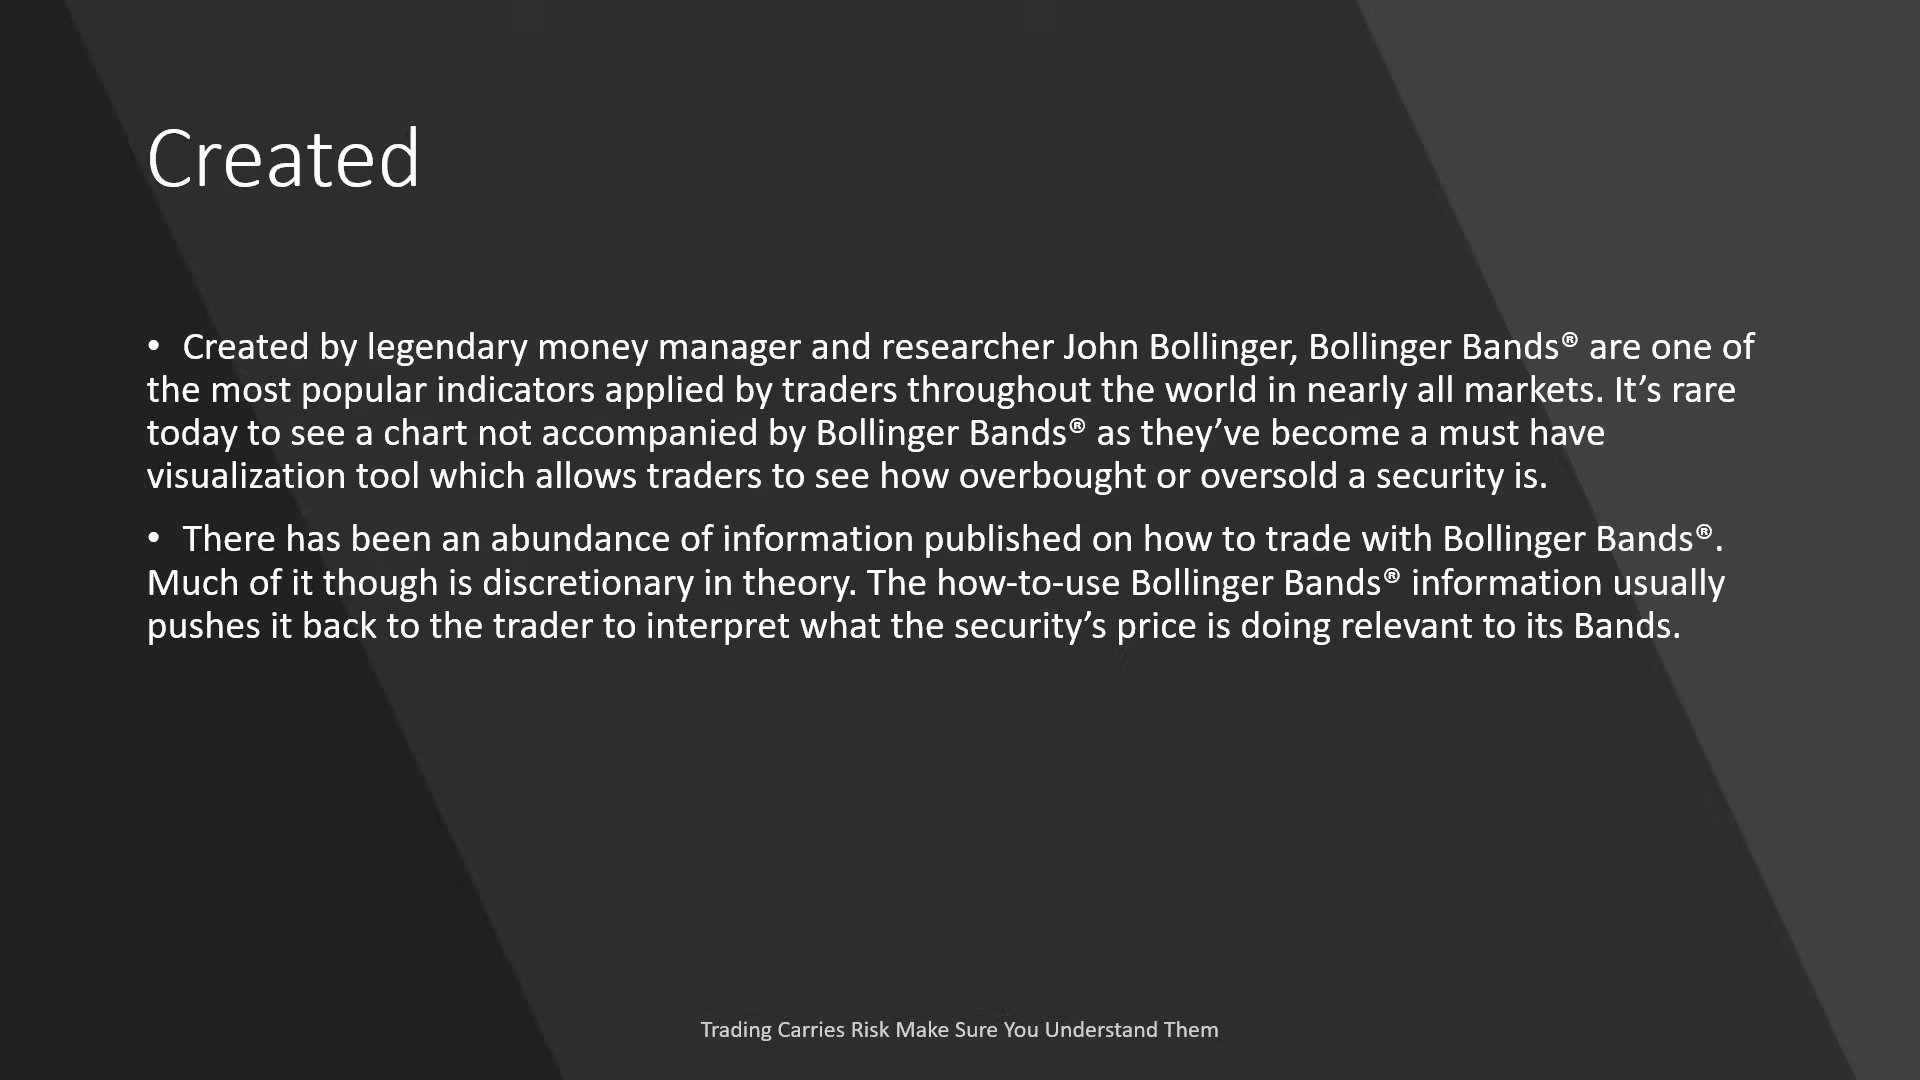 Created
• Created by legendary money manager and researcher John Bollinger, Bollinger Bands® are one of
the most popular indicators applied by traders throughout the world in nearly all markets. It’s rare
today to see a chart not accompanied by Bollinger Bands® as they’ve become a must have
visualization tool which allows traders to see how overbought or oversold a security is.
• There has been an abundance of information published on how to trade with Bollinger Bands®.
Much of it though is discretionary in theory. The how-to-use Bollinger Bands® information usually
pushes it back to the trader to interpret what the security’s price is doing relevant to its Bands.
Trading Carries Risk Make Sure You Understand Them